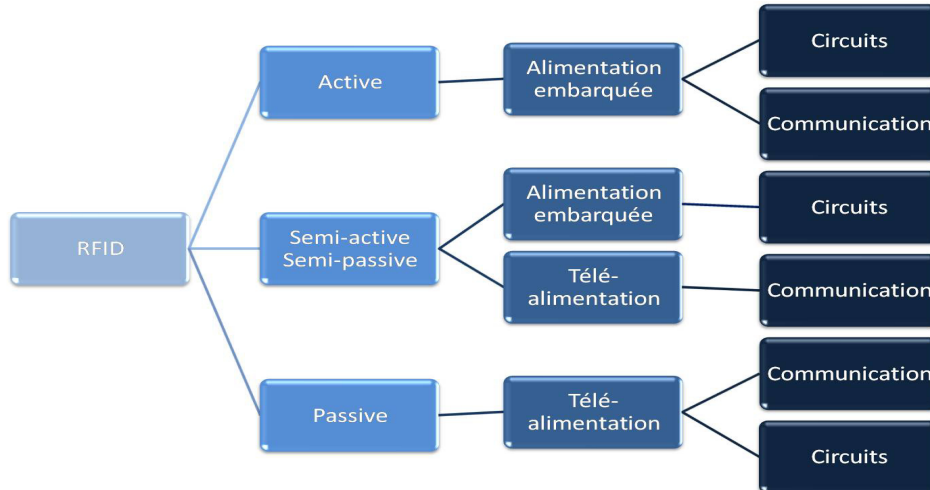 RFID
Active
Alimentation
embarquée
Circuits
Communication
Semi-active
Semi-passive
Alimentation
embarquée
Circuits
Télé-
alimentation
Communication
Passive
Télé-
alimentation
Communication
Circuits